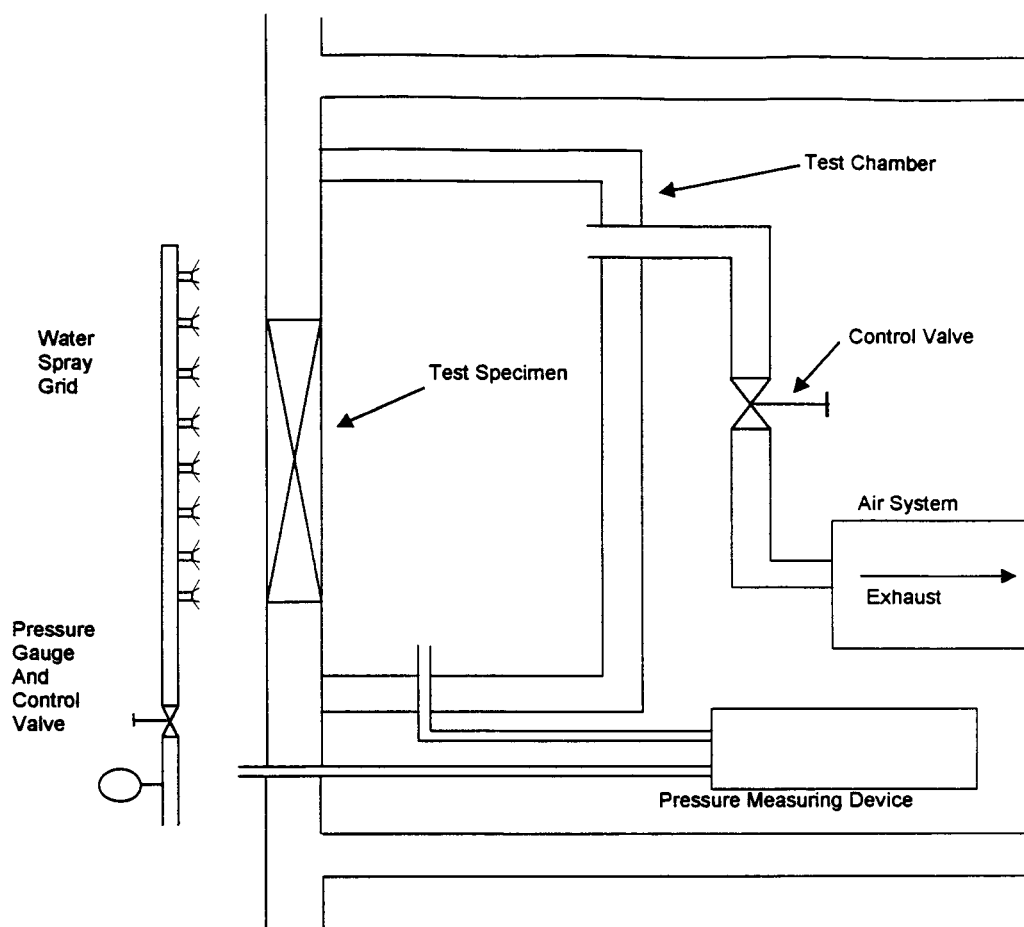 Test Chamber
Water
Spray
Grid
Control Valve
Test Specimen
Air System
Exhaust
Pressure
Gauge
And
Control
Valve
Pressure Measuring Device